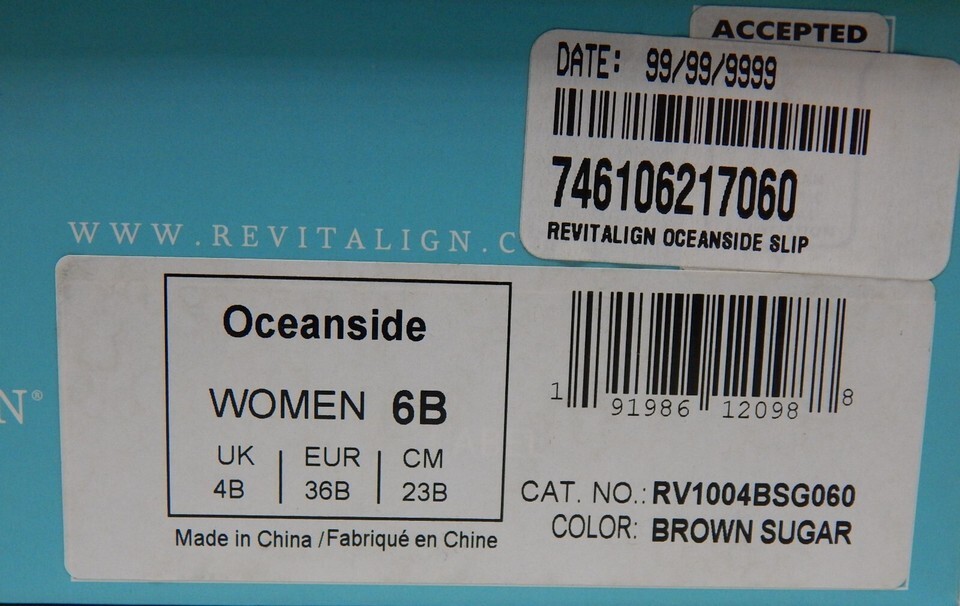 ACCEPTED
DATE: 99/99/9999
746106217060
REVITALIGN OCEANSIDE SLIP
WWW.REVITALIGN.C
N®
Oceanside
WOMEN 6B
UK | EUR | CM
4B | 36B | 23B
Made in China /Fabriqué en Chine
1 91986 12098 8
CAT. NO.: RV1004BSG060
COLOR: BROWN SUGAR